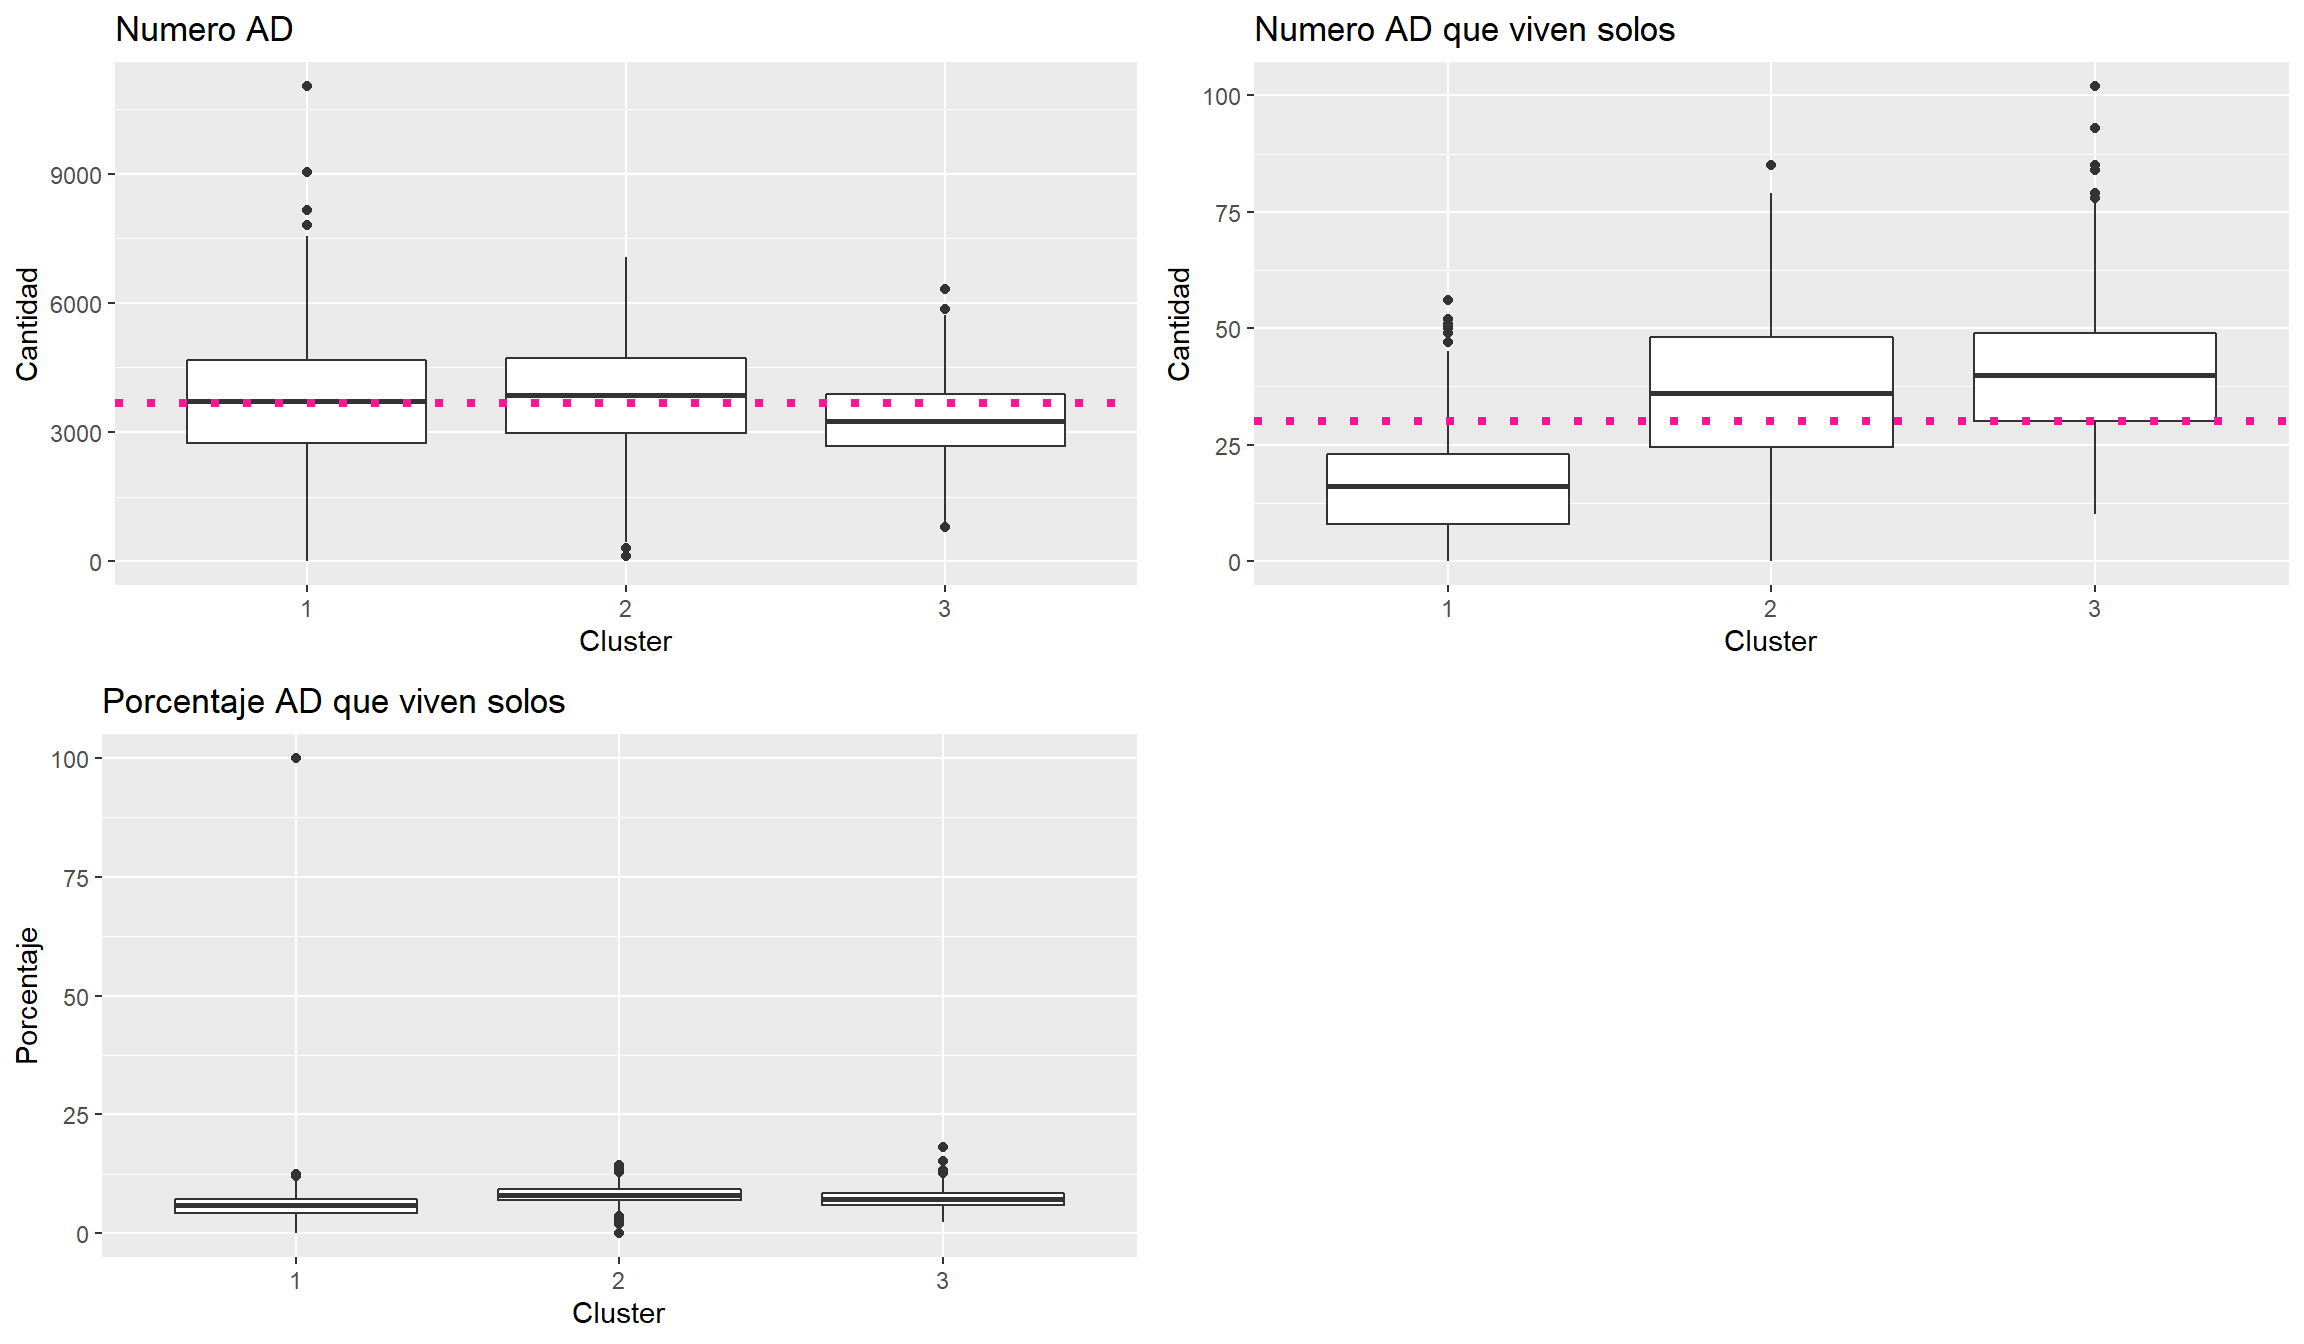 Numero AD
Cantidad
9000
6000
3000
0
1 2 3
Cluster
Numero AD que viven solos
Cantidad
100
75
50
25
0
1 2 3
Cluster
Porcentaje AD que viven solos
Porcentaje
100
75
50
25
0
1 2 3
Cluster